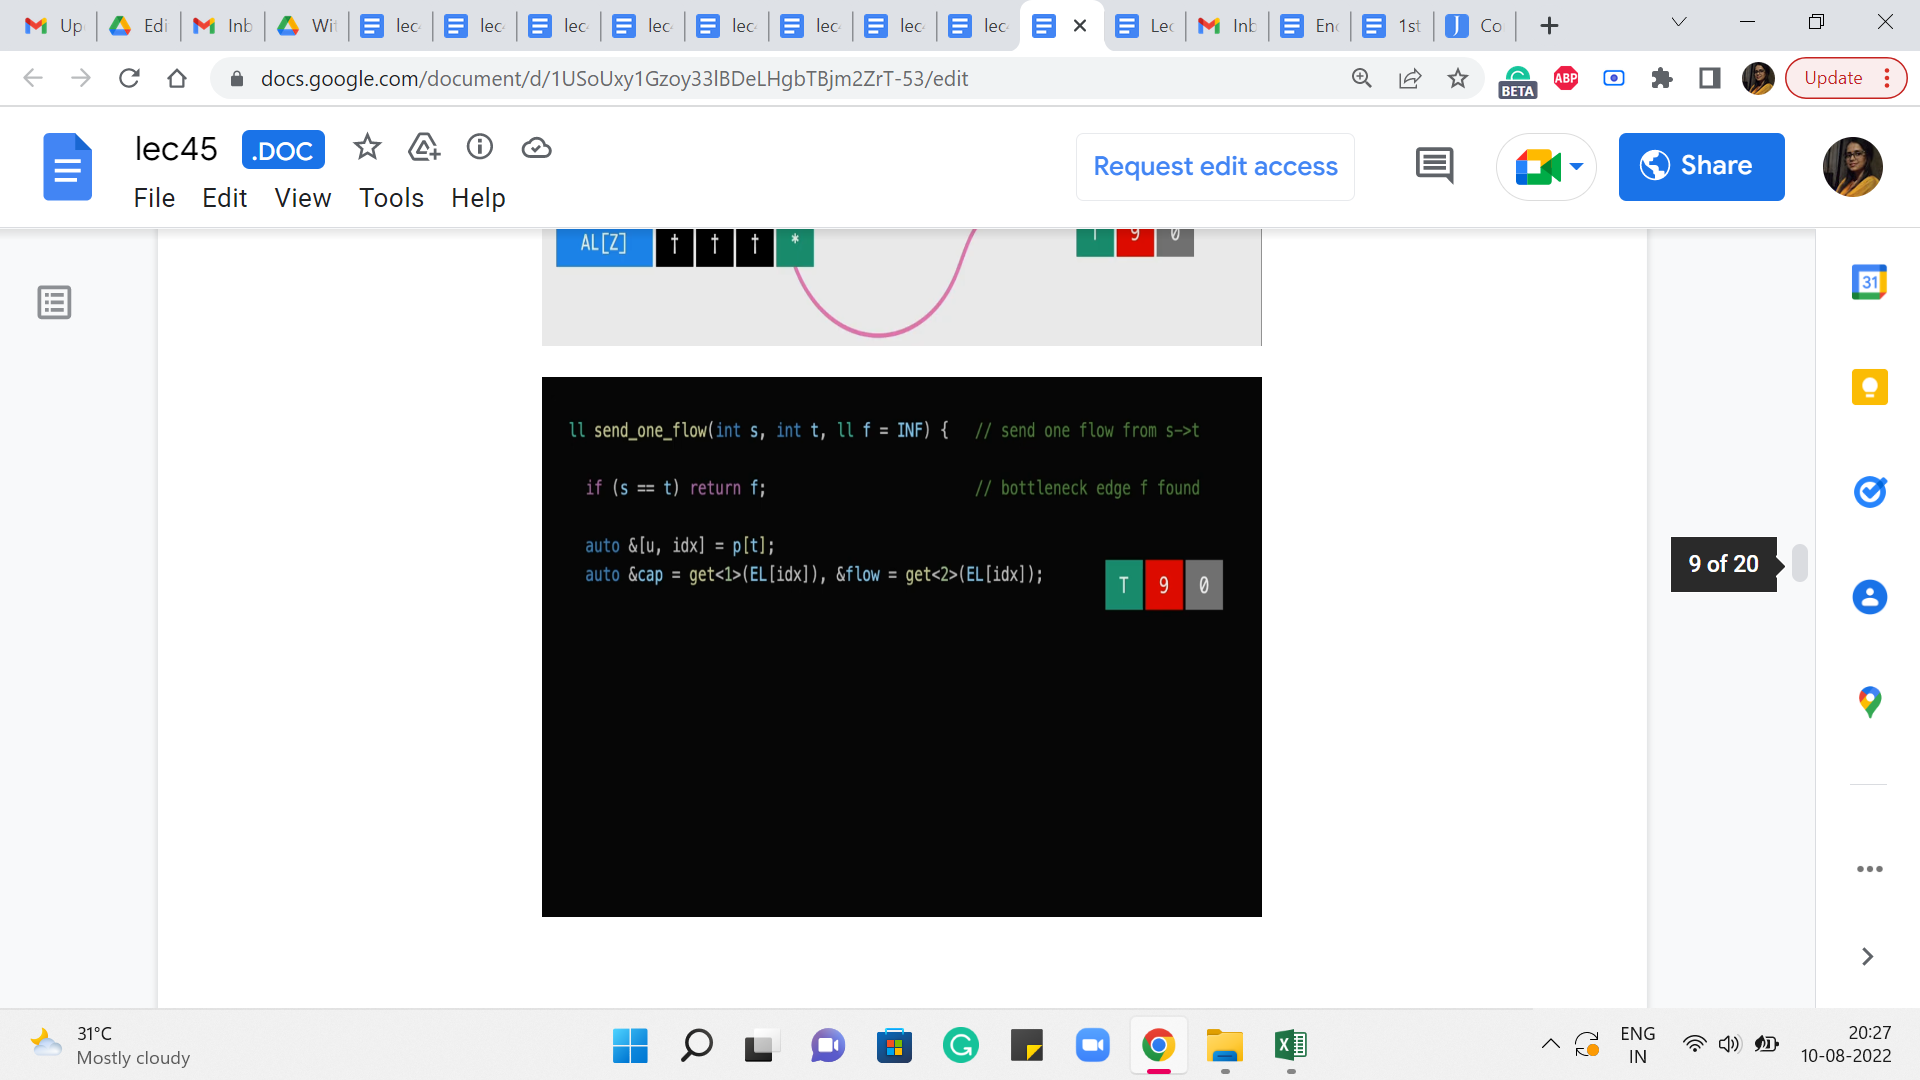 Up
Edi
Inb
Wi
lec
lec
lec
lec
lec
lec
lec
lec
Lec
Inb
Enc
1st
Co
docs.google.com/document/d/1USoUxy1Gzoy33lBDeLHgbTBjm2ZrT-53/edit
BETA
ABP
Update
lec45
.DOC
Request edit access
Share
File
Edit
View
Tools
Help
AL[Z] † † † *
T 9 0
ll send_one_flow(int s, int t, ll f = INF) { // send one flow from s->t
if (s == t) return f; // bottleneck edge f found
auto &[u, idx] = p[t];
auto &cap = get<1>(EL[idx]), &flow = get<2>(EL[idx]);
T 9 0
9 of 20
31
31°C
Mostly cloudy
ENG
IN
20:27
10-08-2022